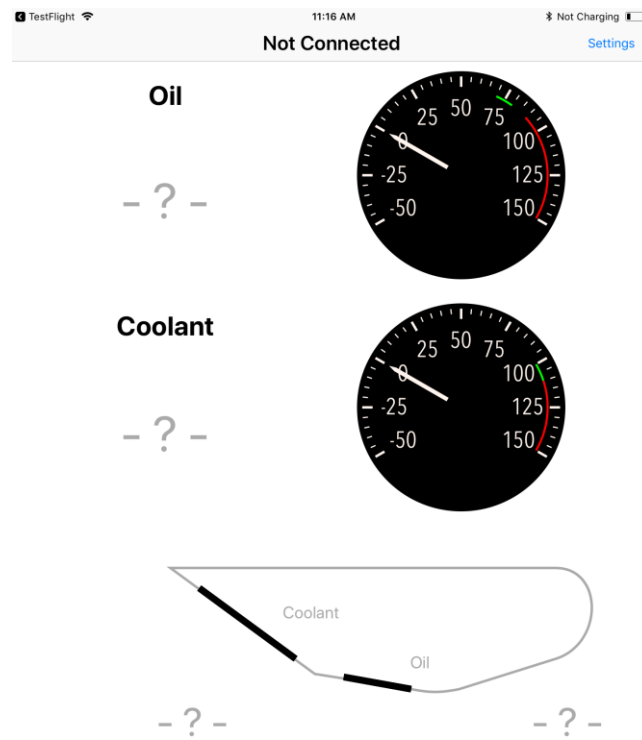 TestFlight 11:16 AM Not Charging
Not Connected Settings
Oil
25 50 75
0 100
-25 125
-50 150
- ? -
Coolant
25 50 75
0 100
-25 125
-50 150
- ? -
Coolant
Oil
- ? - - ? -